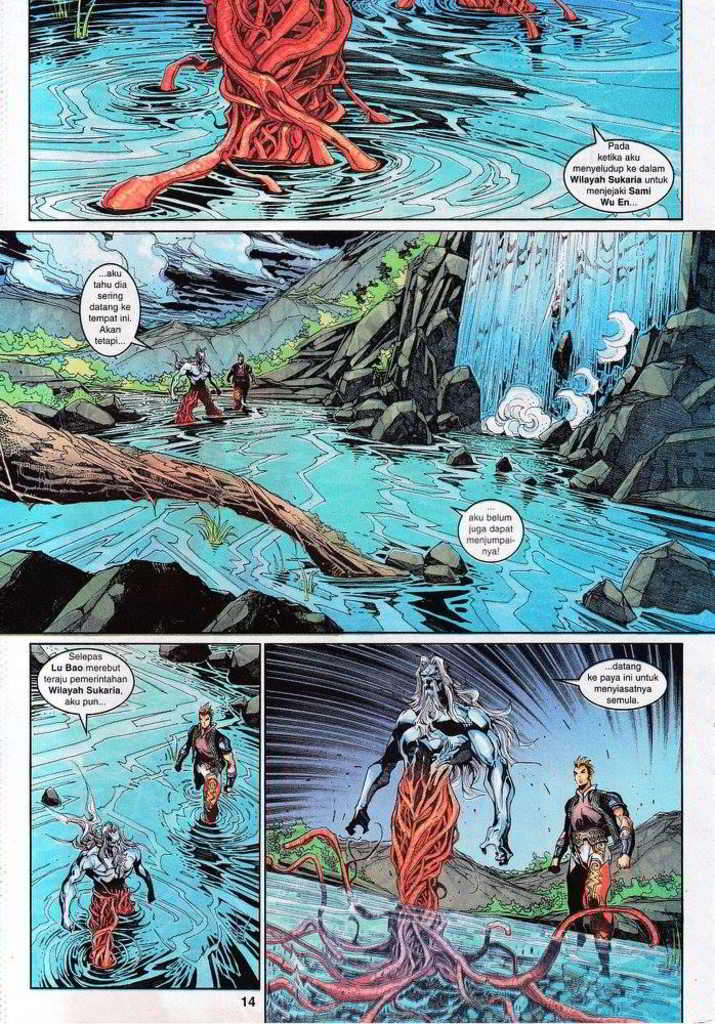 Pada
ketika aku
menyeludup ke dalam
Wilayah Sukaria untuk
menjejaki Sami
Wu En...
...aku
tahu dia
sering
datang ke
tempat ini.
Akan
tetapi...
...
aku belum
juga dapat
menjumpai-
nya!
Selepas
Lu Bao merebut
teraju pemerintahan
Wilayah Sukaria,
aku pun...
...datang
ke paya ini untuk
menyiasatnya
semula.
14